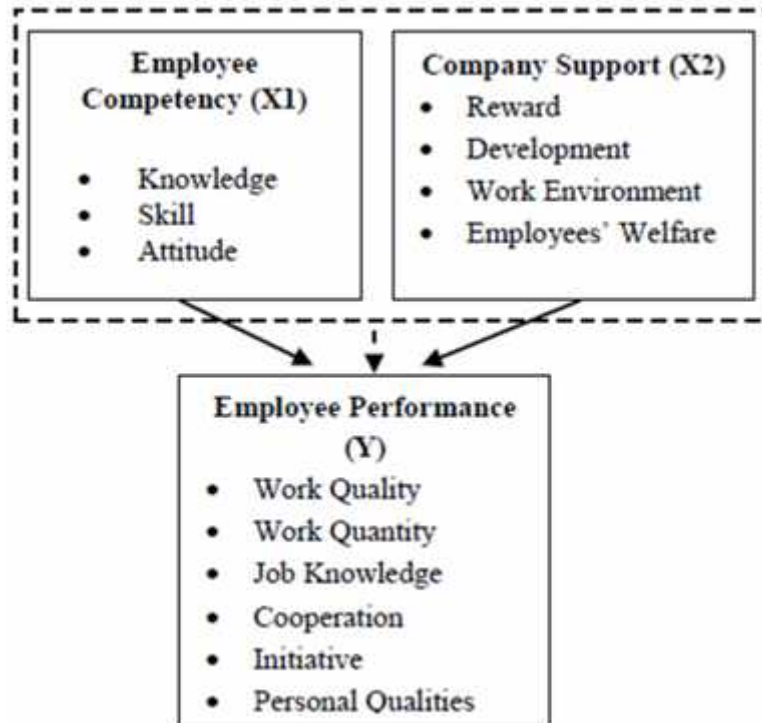 Employee
Competency (X1)
• Knowledge
• Skill
• Attitude
Company Support (X2)
• Reward
• Development
• Work Environment
• Employees’ Welfare
Employee Performance
(Y)
• Work Quality
• Work Quantity
• Job Knowledge
• Cooperation
• Initiative
• Personal Qualities